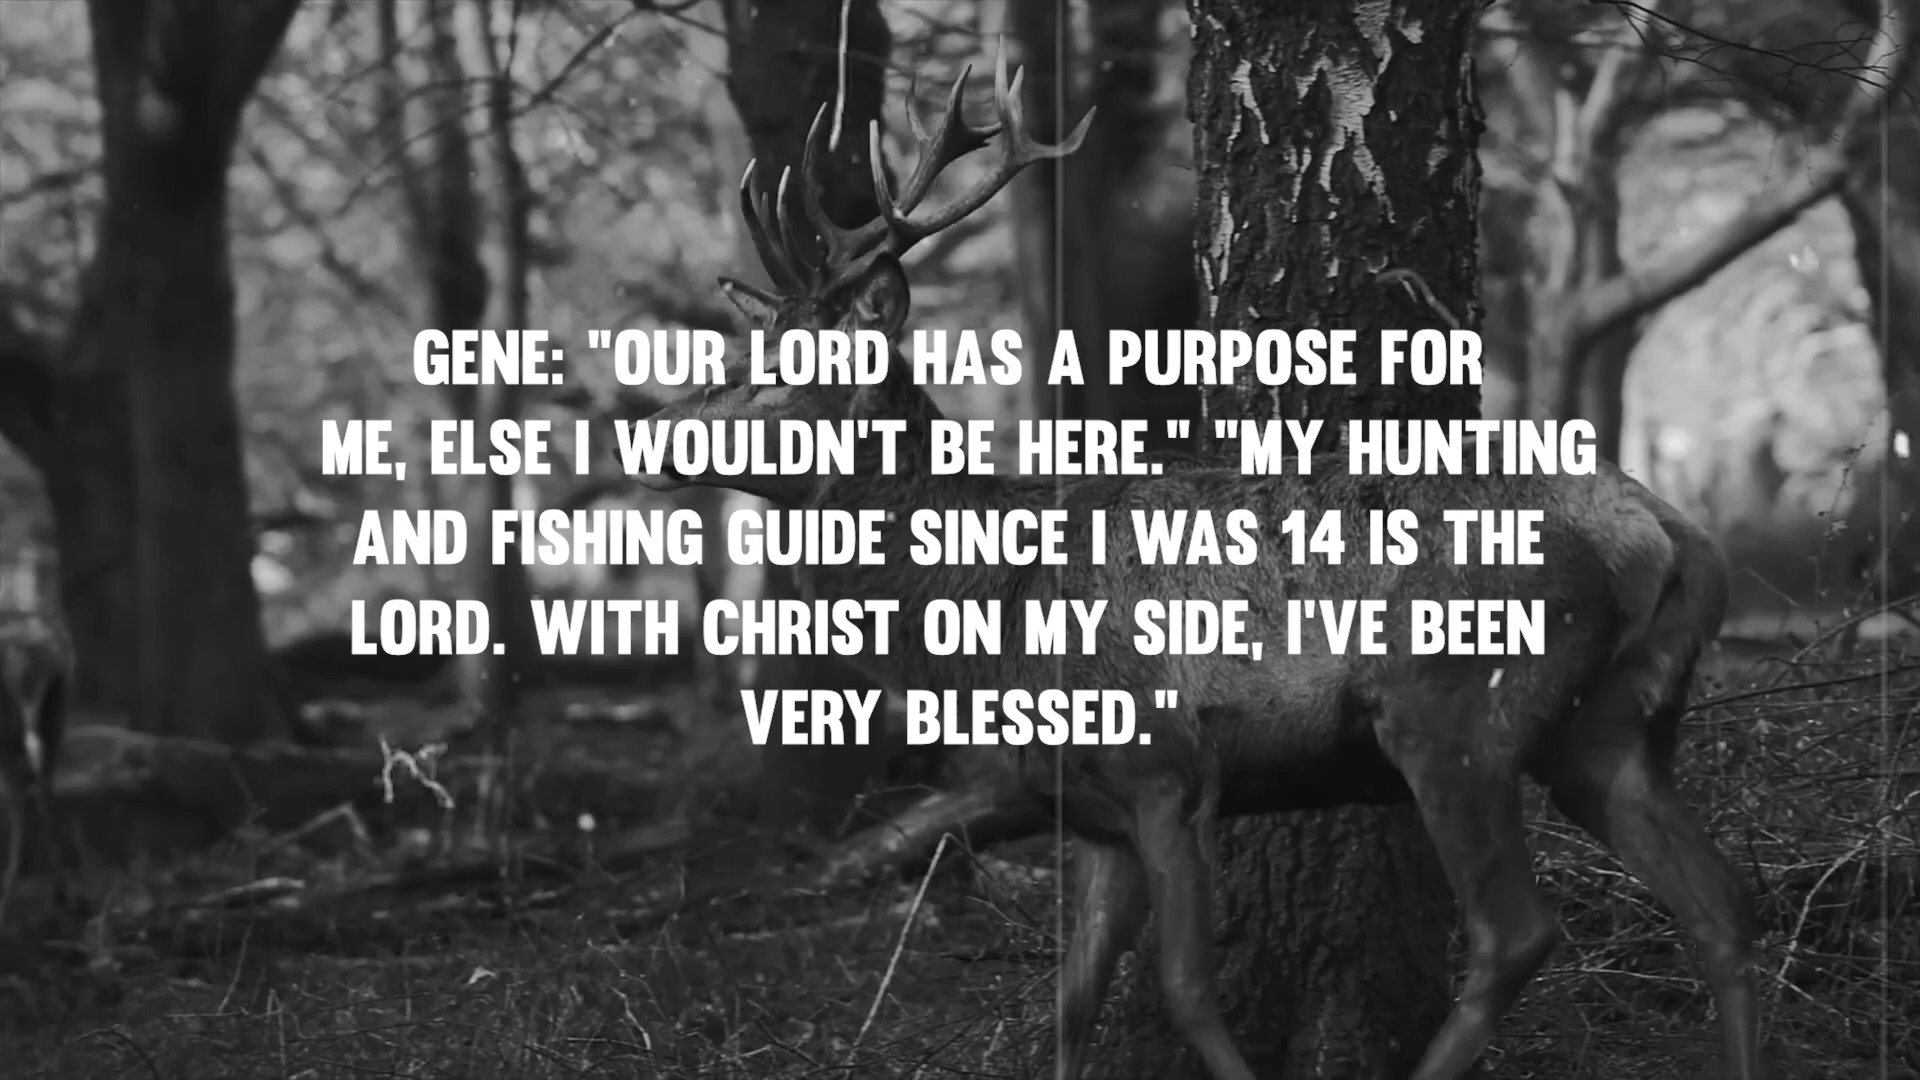 GENE: "OUR LORD HAS A PURPOSE FOR
ME, ELSE I WOULDN'T BE HERE." "MY HUNTING
AND FISHING GUIDE SINCE I WAS 14 IS THE
LORD. WITH CHRIST ON MY SIDE, I'VE BEEN
VERY BLESSED."